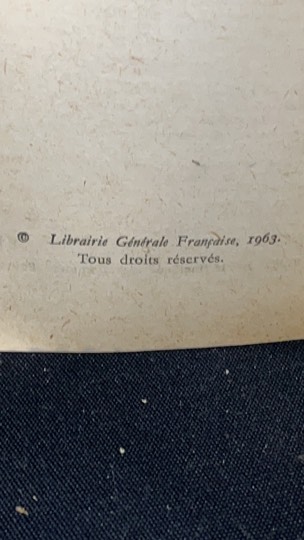 © Librairie Générale Française, 1963.
Tous droits réservés.